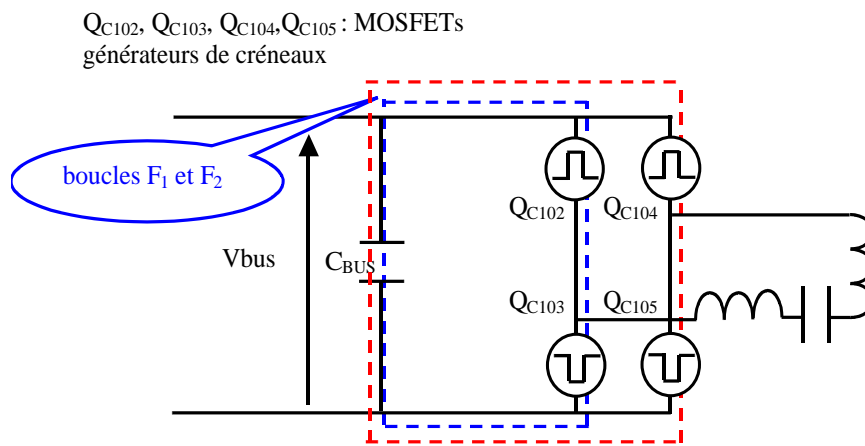 QC102, QC103, QC104,QC105 : MOSFETs
générateurs de créneaux
boucles F1 et F2
QC102
QC104
Vbus
CBUS
QC103
QC105